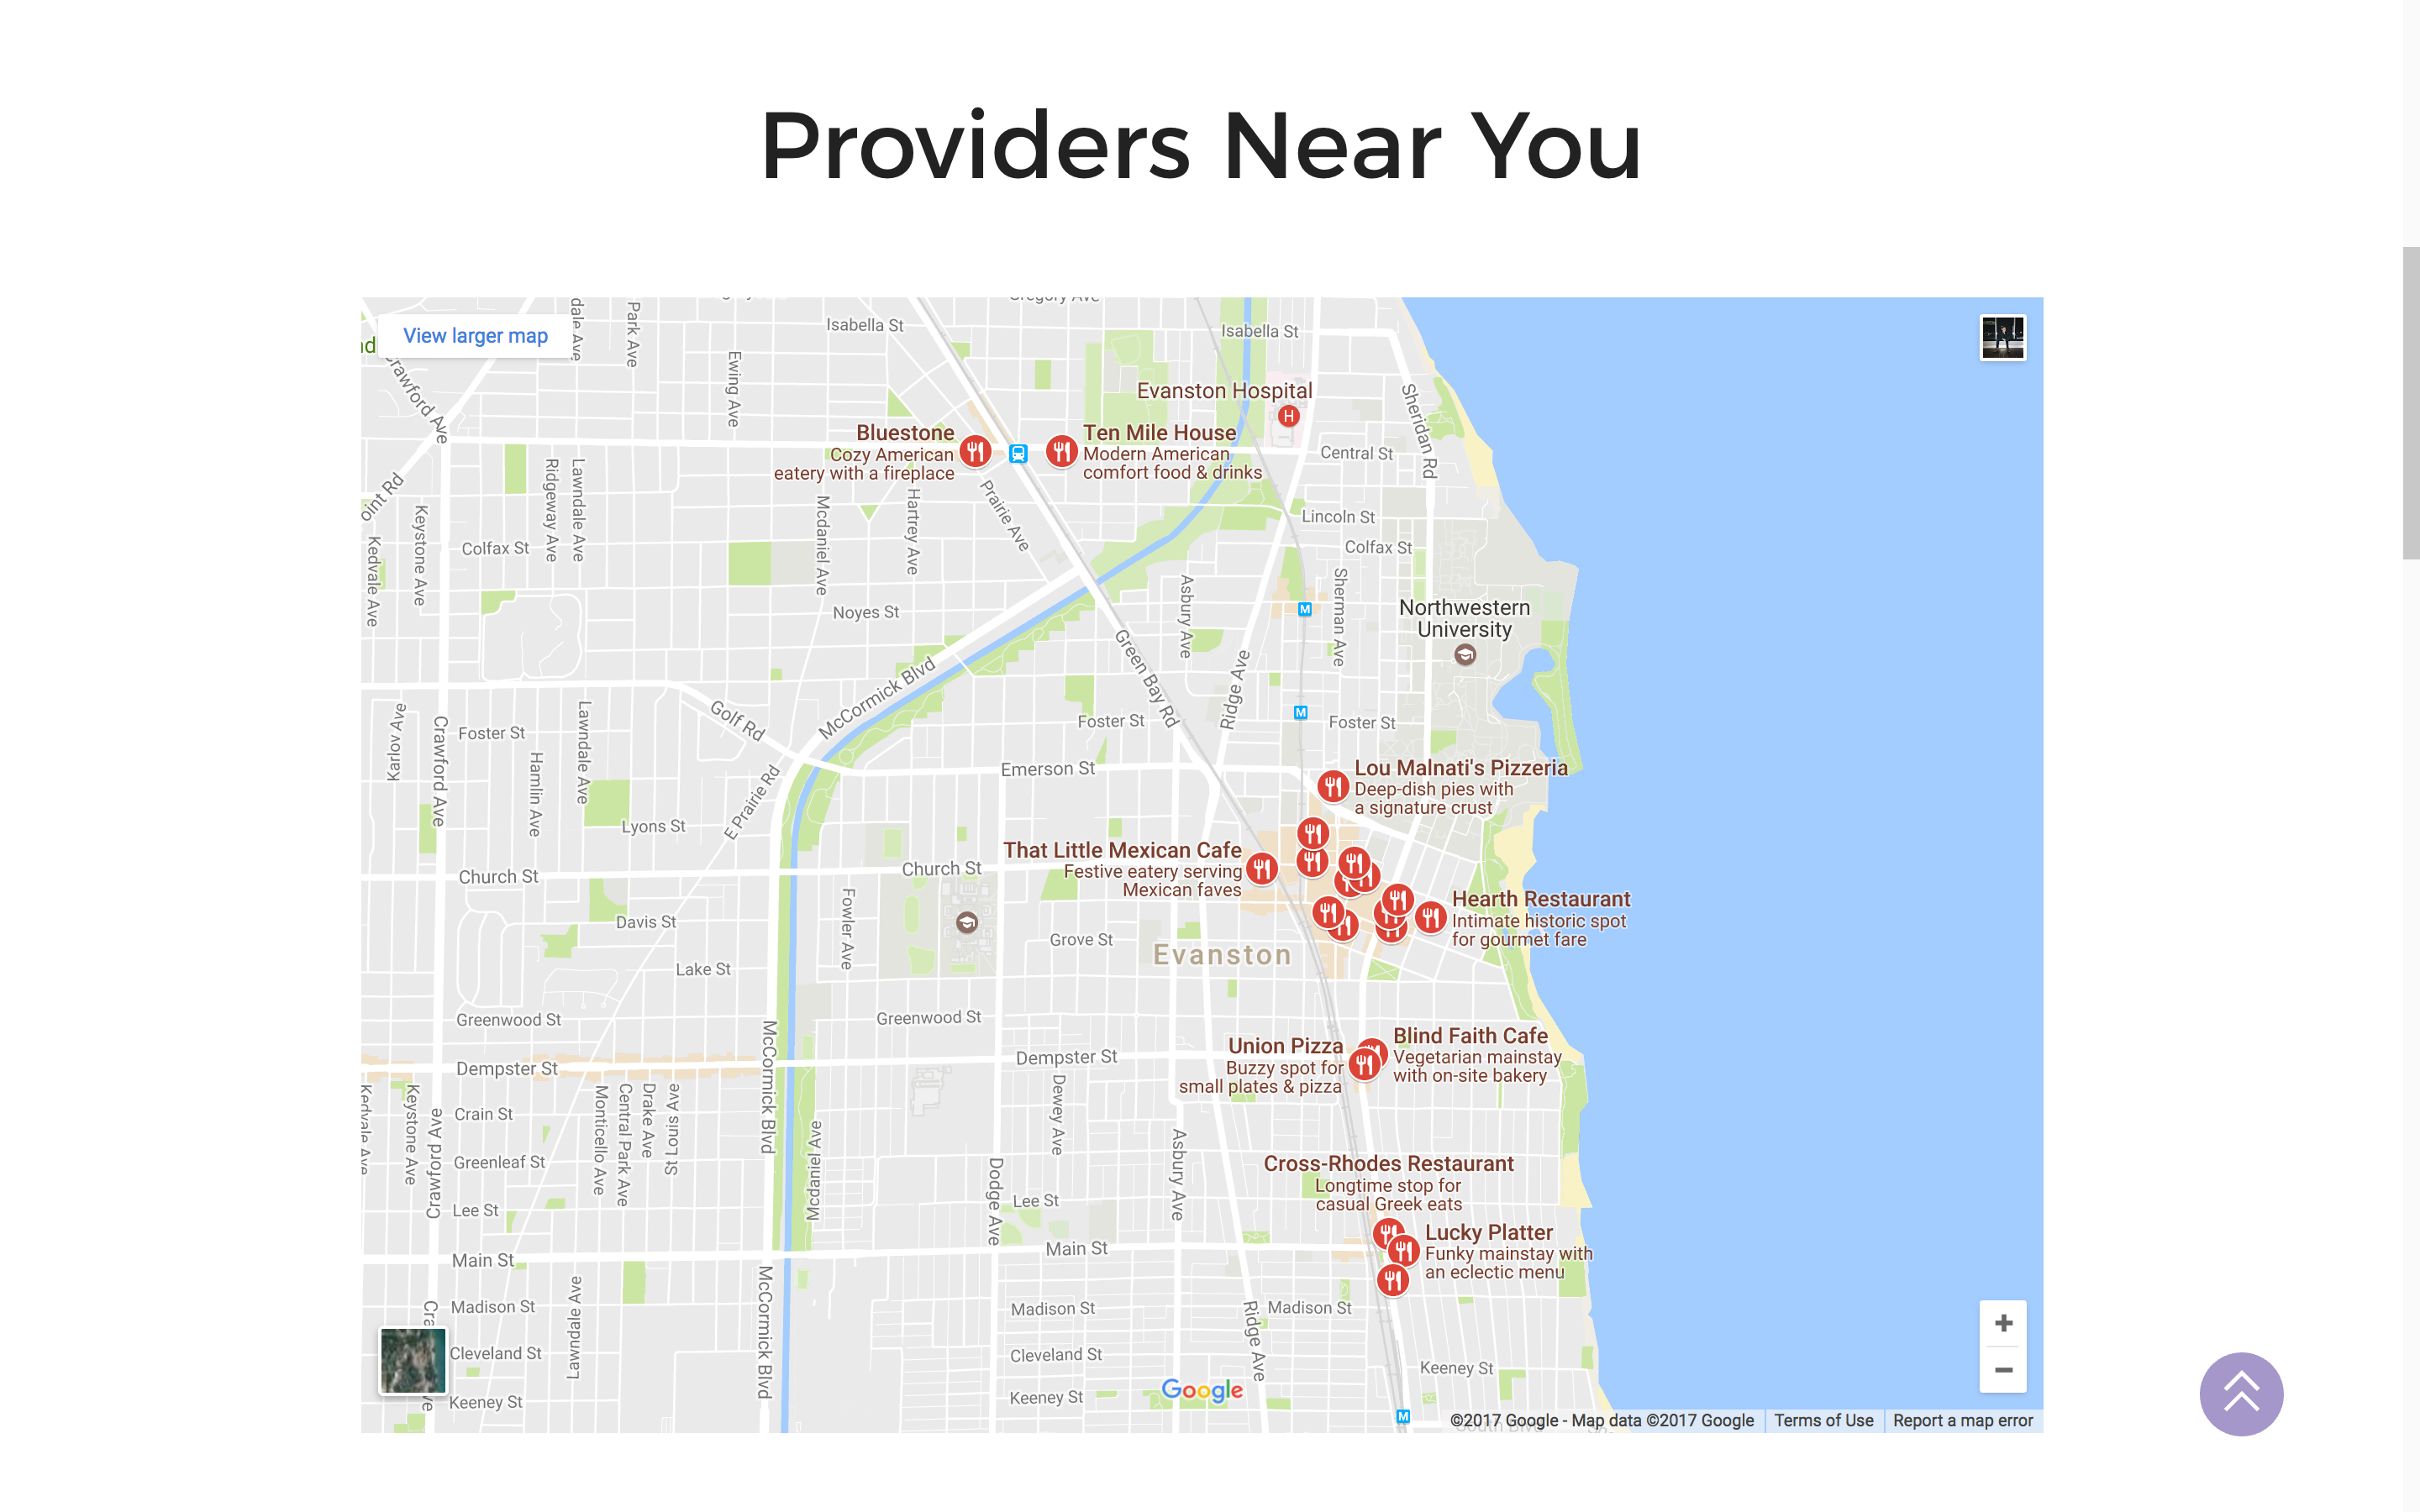 Providers Near You
View larger map
Gregory Ave
Isabella St
Isabella St
dale Ave
Park Ave
Ewing Ave
Crawford Ave
Evanston Hospital
H
Sheridan Rd
Bluestone
Cozy American
eatery with a fireplace
Ten Mile House
Modern American
comfort food & drinks
Central St
oint Rd
Keystone Ave
Kedvale Ave
Ridgeway Ave
Lawndale Ave
Mcdaniel Ave
Hartrey Ave
Prairie Ave
Lincoln St
Colfax St
Colfax St
Noyes St
Asbury Ave
Sherman Ave
M
Northwestern
University
Green Bay Rd
Ridge Ave
McCormick Blvd
Golf Rd
Karlov Ave
Crawford Ave
Foster St
Lawndale Ave
Hamlin Ave
Foster St
M
Foster St
E Prairie Rd
Emerson St
Lou Malnati's Pizzeria
Deep-dish pies with
a signature crust
Lyons St
That Little Mexican Cafe
Festive eatery serving
Mexican faves
Church St
Church St
Fowler Ave
Hearth Restaurant
Intimate historic spot
for gourmet fare
Davis St
Grove St
Evanston
Lake St
Greenwood St
Greenwood St
McCormick Blvd
Union Pizza
Buzzy spot for
small plates & pizza
Blind Faith Cafe
Vegetarian mainstay
with on-site bakery
Dempster St
Dempster St
Kedvale Ave
Keystone Ave
Crawford Ave
Crain St
Monticello Ave
Central Park Ave
Drake Ave
St Louis Ave
Mcdaniel Ave
Dewey Ave
Dodge Ave
Asbury Ave
Greenleaf St
Cross-Rhodes Restaurant
Longtime stop for
casual Greek eats
Lee St
Lee St
Lucky Platter
Funky mainstay with
an eclectic menu
Main St
Main St
Lawndale Ave
McCormick Blvd
Madison St
Madison St
Ridge Ave
Madison St
Cleveland St
Cleveland St
Keeney St
Keeney St
Keeney St
Google
M
©2017 Google - Map data ©2017 Google
Terms of Use
Report a map error